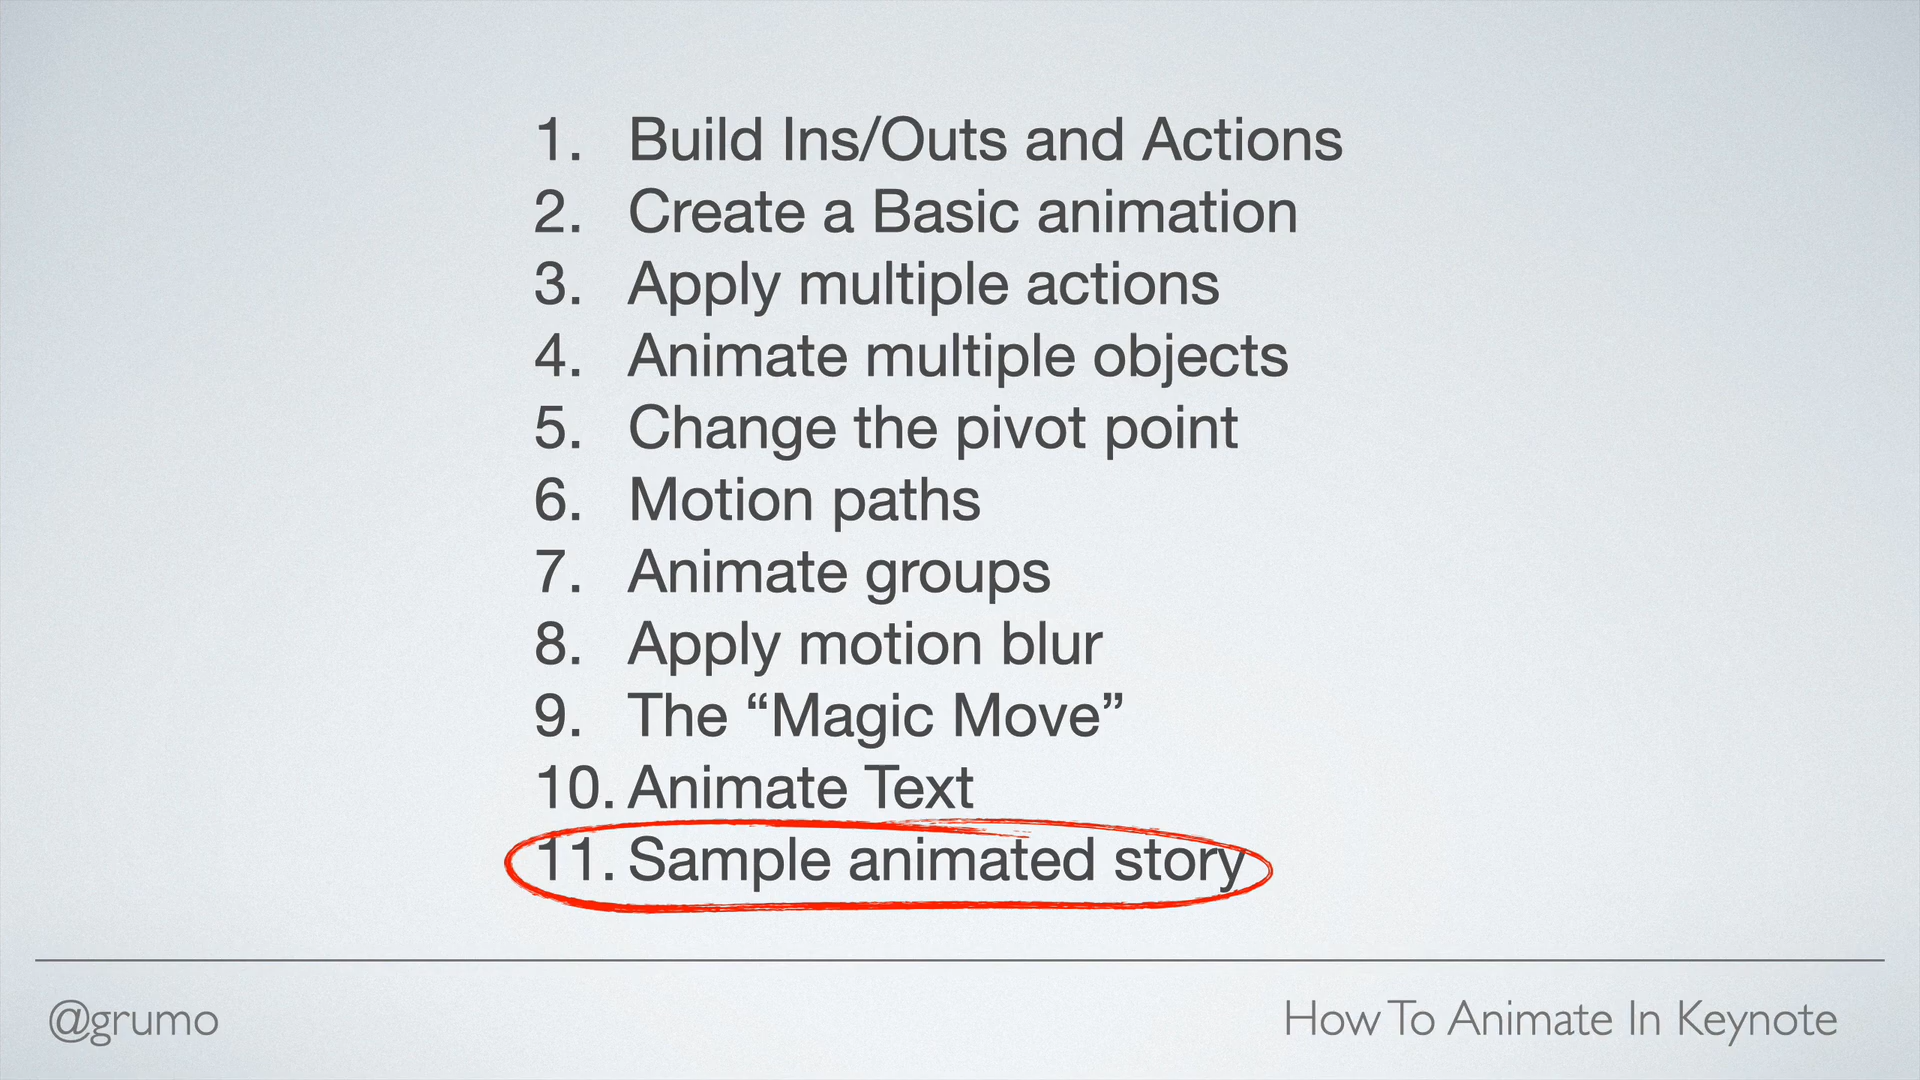 1. Build Ins/Outs and Actions
2. Create a Basic animation
3. Apply multiple actions
4. Animate multiple objects
5. Change the pivot point
6. Motion paths
7. Animate groups
8. Apply motion blur
9. The “Magic Move”
10. Animate Text
11. Sample animated story
@grumo
How To Animate In Keynote